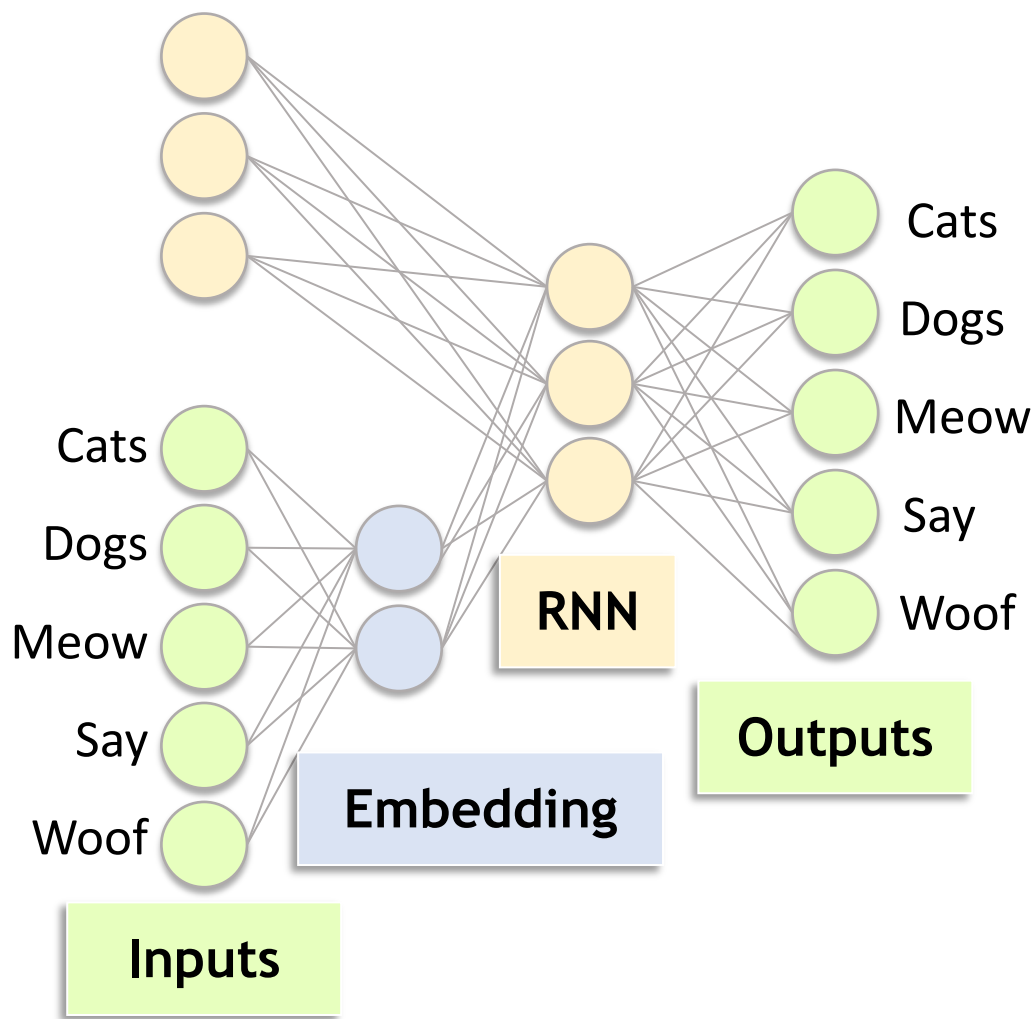 Cats
Dogs
Meow
Say
Woof
Inputs
Embedding
RNN
Cats
Dogs
Meow
Say
Woof
Outputs